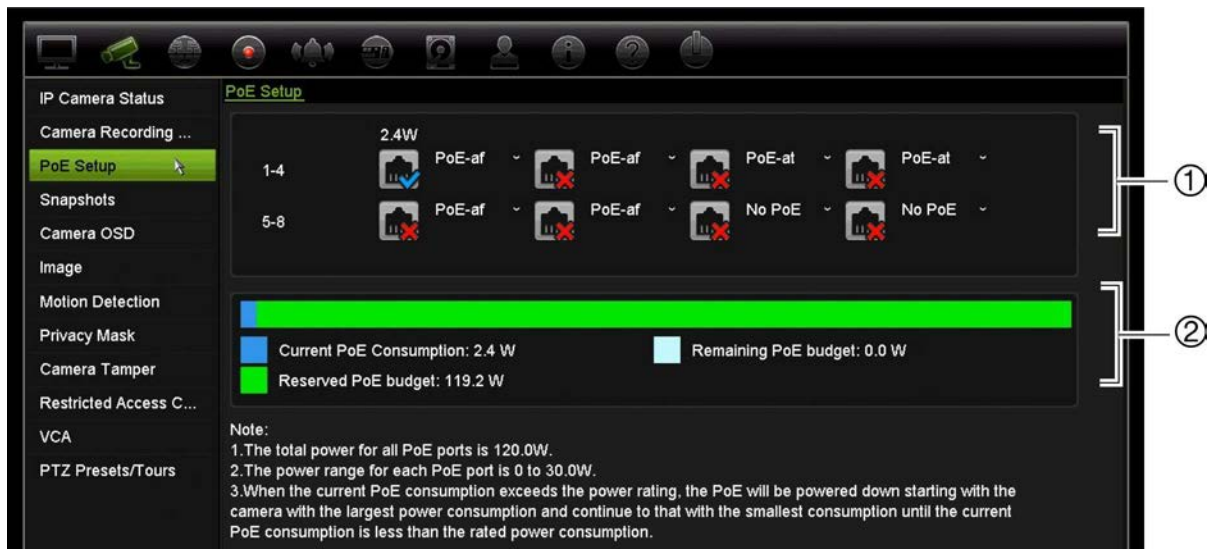 IP Camera Status
Camera Recording ...
PoE Setup
Snapshots
Camera OSD
Image
Motion Detection
Privacy Mask
Camera Tamper
Restricted Access C...
VCA
PTZ Presets/Tours
PoE Setup
2.4W
1-4 PoE-af PoE-af PoE-at PoE-at
5-8 PoE-af PoE-af No PoE No PoE
①
Current PoE Consumption: 2.4 W Remaining PoE budget: 0.0 W
Reserved PoE budget: 119.2 W
②
Note:
1.The total power for all PoE ports is 120.0W.
2.The power range for each PoE port is 0 to 30.0W.
3.When the current PoE consumption exceeds the power rating, the PoE will be powered down starting with the
camera with the largest power consumption and continue to that with the smallest consumption until the current
PoE consumption is less than the rated power consumption.